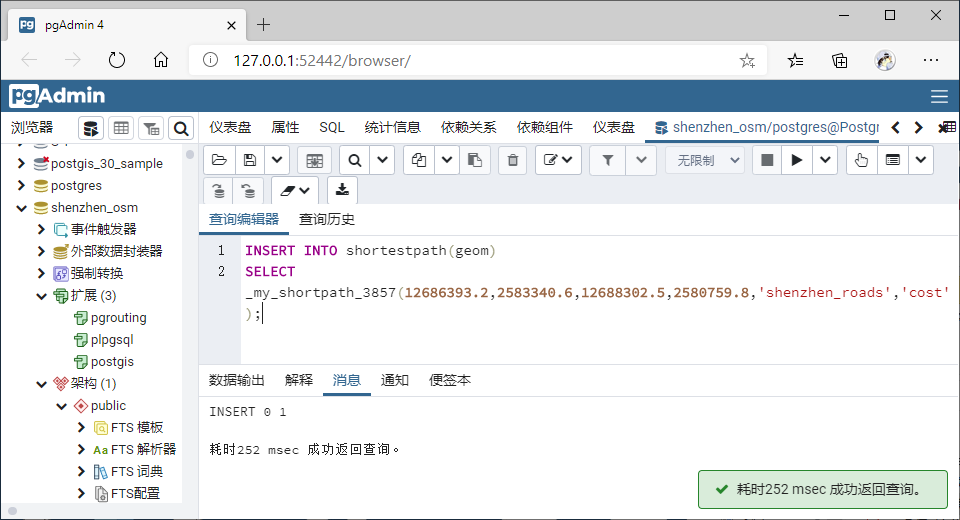 pgAdmin 4
127.0.0.1:52442/browser/
pgAdmin
浏览器
仪表盘 属性 SQL 统计信息 依赖关系 依赖组件 仪表盘 shenzhen_osm/postgres@Postgr
postgis_30_sample
postgres
shenzhen_osm
事件触发器
外部数据封装器
强制转换
扩展 (3)
pgrouting
plpgsql
postgis
架构 (1)
public
FTS 模板
Aa FTS 解析器
FTS 词典
FTS配置
无限制
查询编辑器 查询历史
1 INSERT INTO shortestpath(geom)
2 SELECT
_my_shortpath_3857(12686393.2,2583340.6,12688302.5,2580759.8,'shenzhen_roads','cost'
);
数据输出 解释 消息 通知 便签本
INSERT 0 1
耗时252 msec 成功返回查询。
耗时252 msec 成功返回查询。